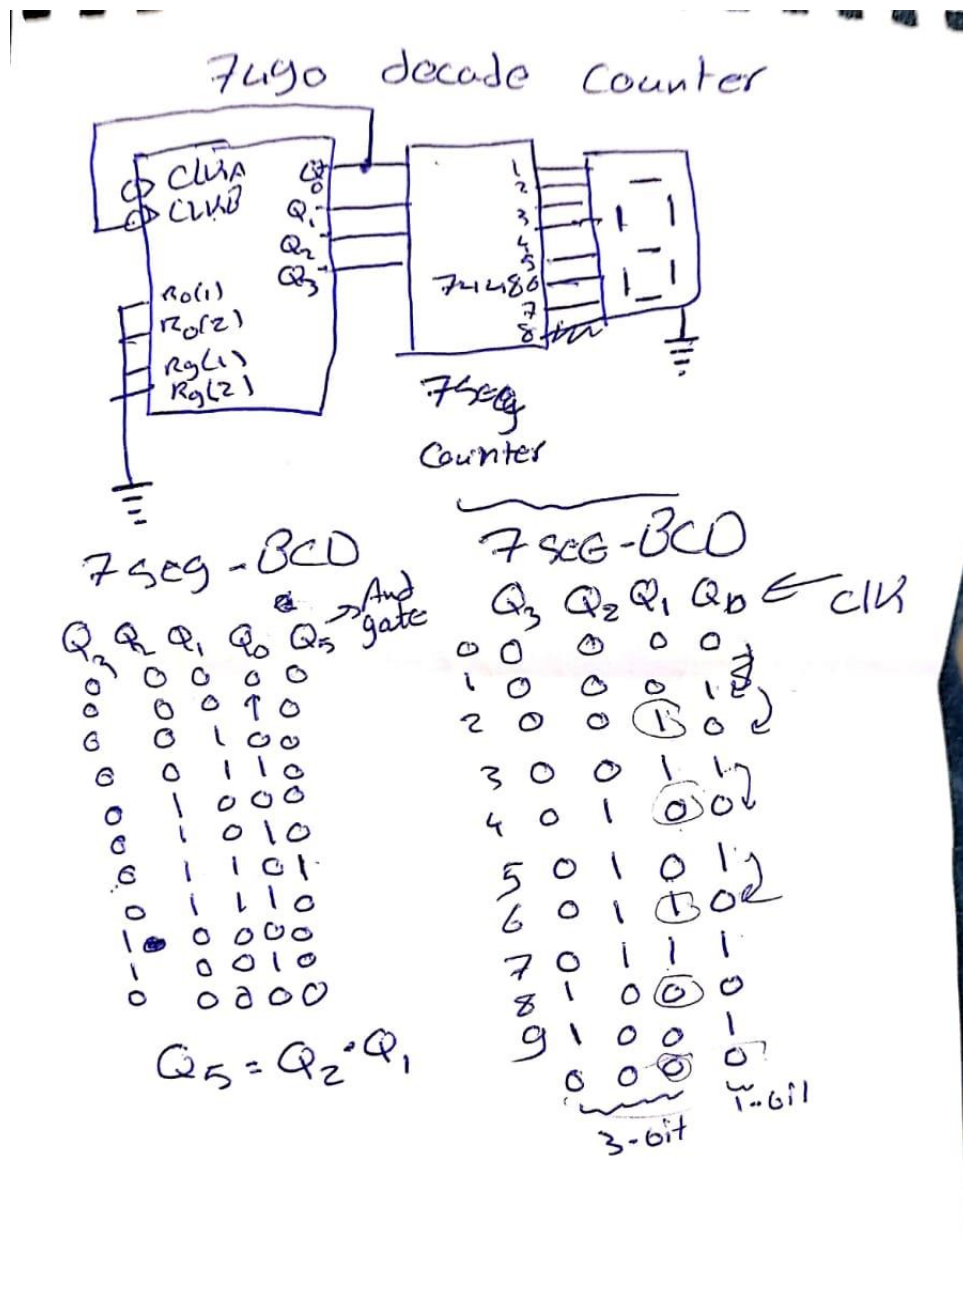 7490 decade Counter
CLKA
CLKB
Q0
Q1
Q2
Q3
R0(1)
R0(2)
R9(1)
R9(2)
1
2
3
4
5
6
7
8
7448
7seg
Counter
7seg-BCD
And
gate
Q3 Q2 Q1 Q0 Q5
0 0 0 0 0
0 0 0 1 0
0 0 1 0 0
0 0 1 1 0
0 1 0 0 0
0 1 0 1 0
0 1 1 0 1
0 1 1 1 0
1 0 0 0 0
1 0 0 1 0
0 0 0 0 0
Q5 = Q2 · Q1
7SEG-BCD
Q3 Q2 Q1 Q0 ← clk
0 0 0 0 0
1 0 0 0 1
2 0 0 1 0
3 0 0 1 1
4 0 1 0 0
5 0 1 0 1
6 0 1 1 0
7 0 1 1 1
8 1 0 0 0
9 1 0 0 1
0 0 0 0
3-bit 1-bit